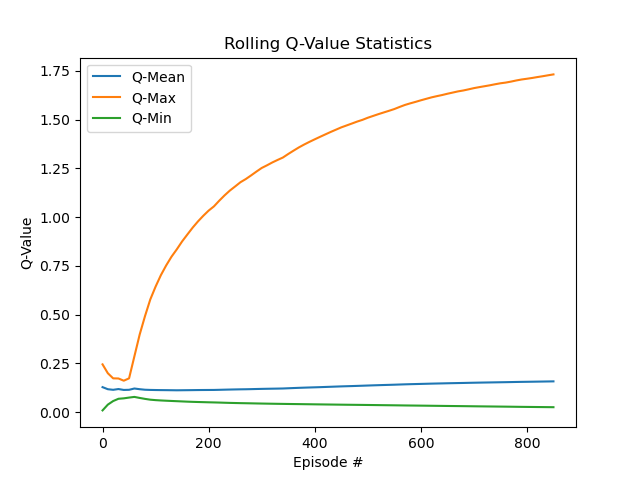 Rolling Q-Value Statistics
Q-Mean
Q-Max
Q-Min
1.75
1.50
1.25
1.00
0.75
0.50
0.25
0.00
Q-Value
0 200 400 600 800
Episode #